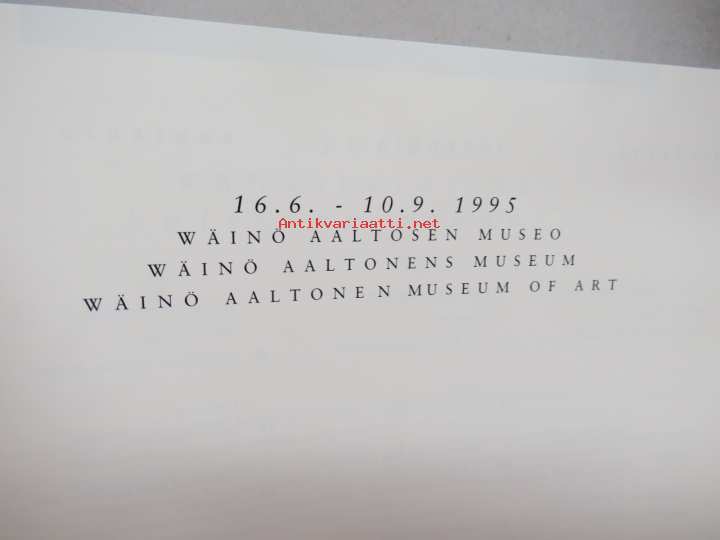 16.6. - 10.9. 1995
Antikvariaatti.net
WÄINÖ AALTOSEN MUSEO
WÄINÖ AALTONENS MUSEUM
WÄINÖ AALTONEN MUSEUM OF ART